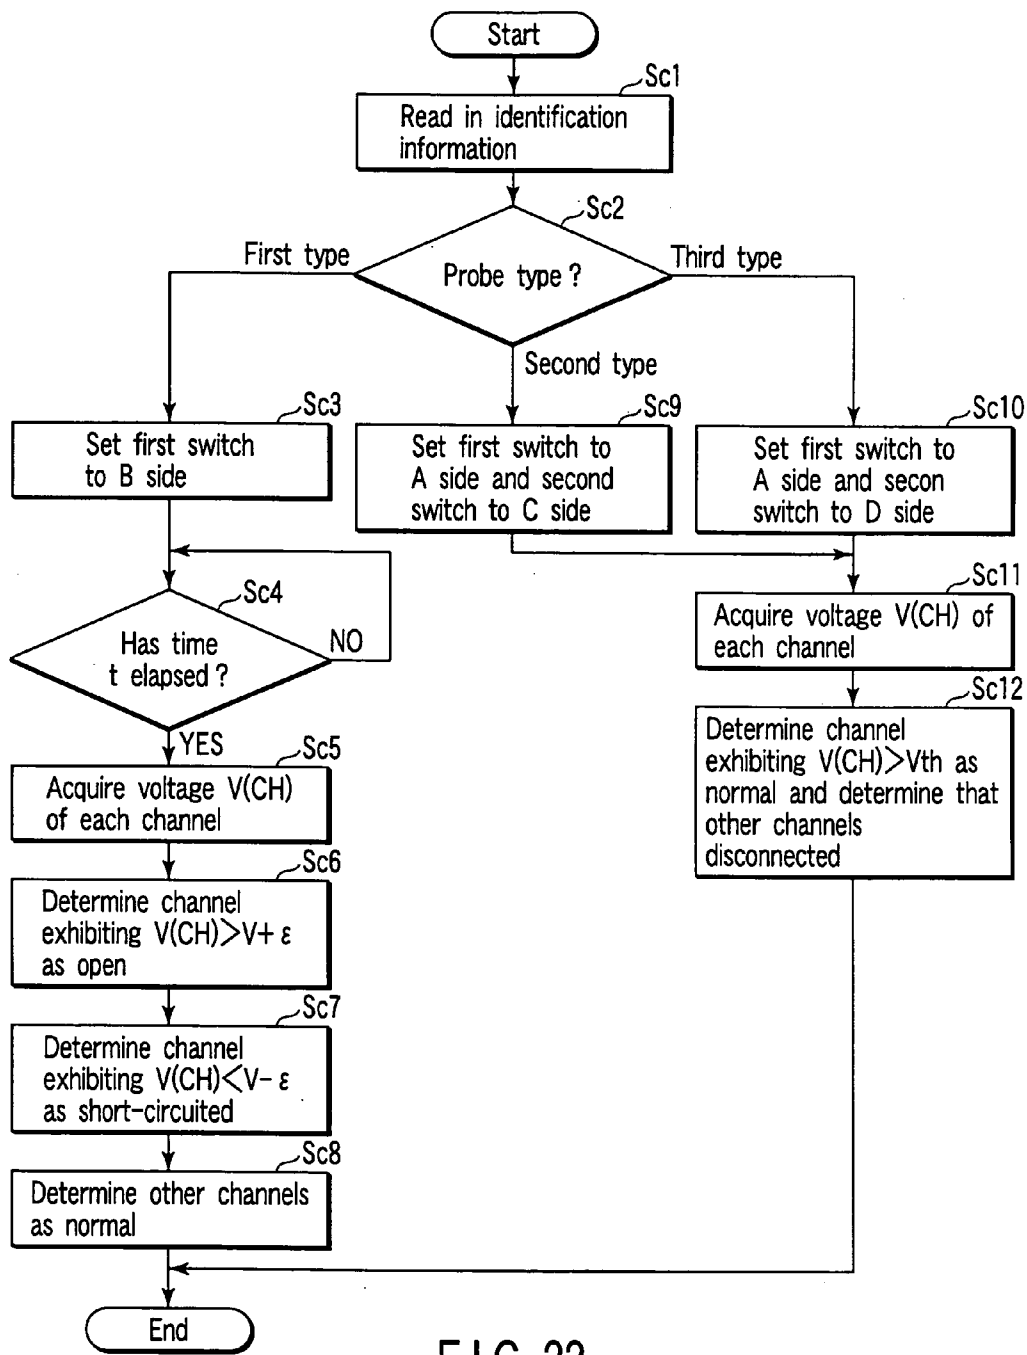 Start
Sc1
Read in identification
information
Sc2
First type
Probe type ?
Third type
Second type
Sc3
Set first switch
to B side
Sc9
Set first switch to
A side and second
switch to C side
Sc10
Set first switch to
A side and secon
switch to D side
Sc4
Has time
t elapsed ?
NO
YES
Sc11
Acquire voltage V(CH) of
each channel
Sc5
Acquire voltage V(CH)
of each channel
Sc12
Determine channel
exhibiting V(CH)>Vth as
normal and determine that
other channels
disconnected
Sc6
Determine channel
exhibiting V(CH)>V+ ε
as open
Sc7
Determine channel
exhibiting V(CH)<V- ε
as short-circuited
Sc8
Determine other channels
as normal
End